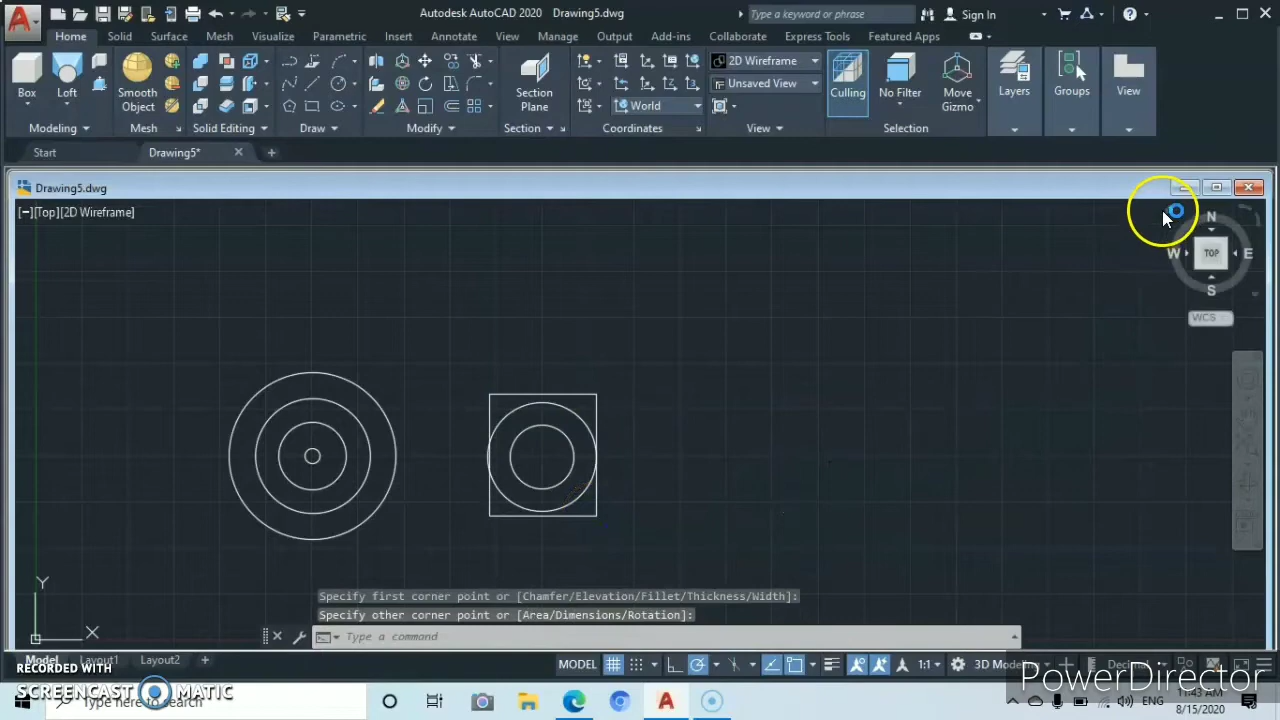 Autodesk AutoCAD 2020 Drawing5.dwg
Type a keyword or phrase
Sign In
Home Solid Surface Mesh Visualize Parametric Insert Annotate View Manage Output Add-ins Collaborate Express Tools Featured Apps
2D Wireframe
Unsaved View
World
Box
Loft
Smooth
Object
Section
Plane
Culling
No Filter
Move
Gizmo
Layers
Groups
View
Modeling
Mesh
Solid Editing
Draw
Modify
Section
Coordinates
View
Selection
Start
Drawing5*
Drawing5.dwg
[−][Top][2D Wireframe]
N
W
TOP
E
S
WCS
Y
X
Specify first corner point or [Chamfer/Elevation/Fillet/Thickness/Width]:
Specify other corner point or [Area/Dimensions/Rotation]:
Type a command
Model Layout1 Layout2
MODEL
1:1
RECORDED WITH
SCREENCAST MATIC
PowerDirector
Type here to search
ENG
11:43 AM
8/15/2020